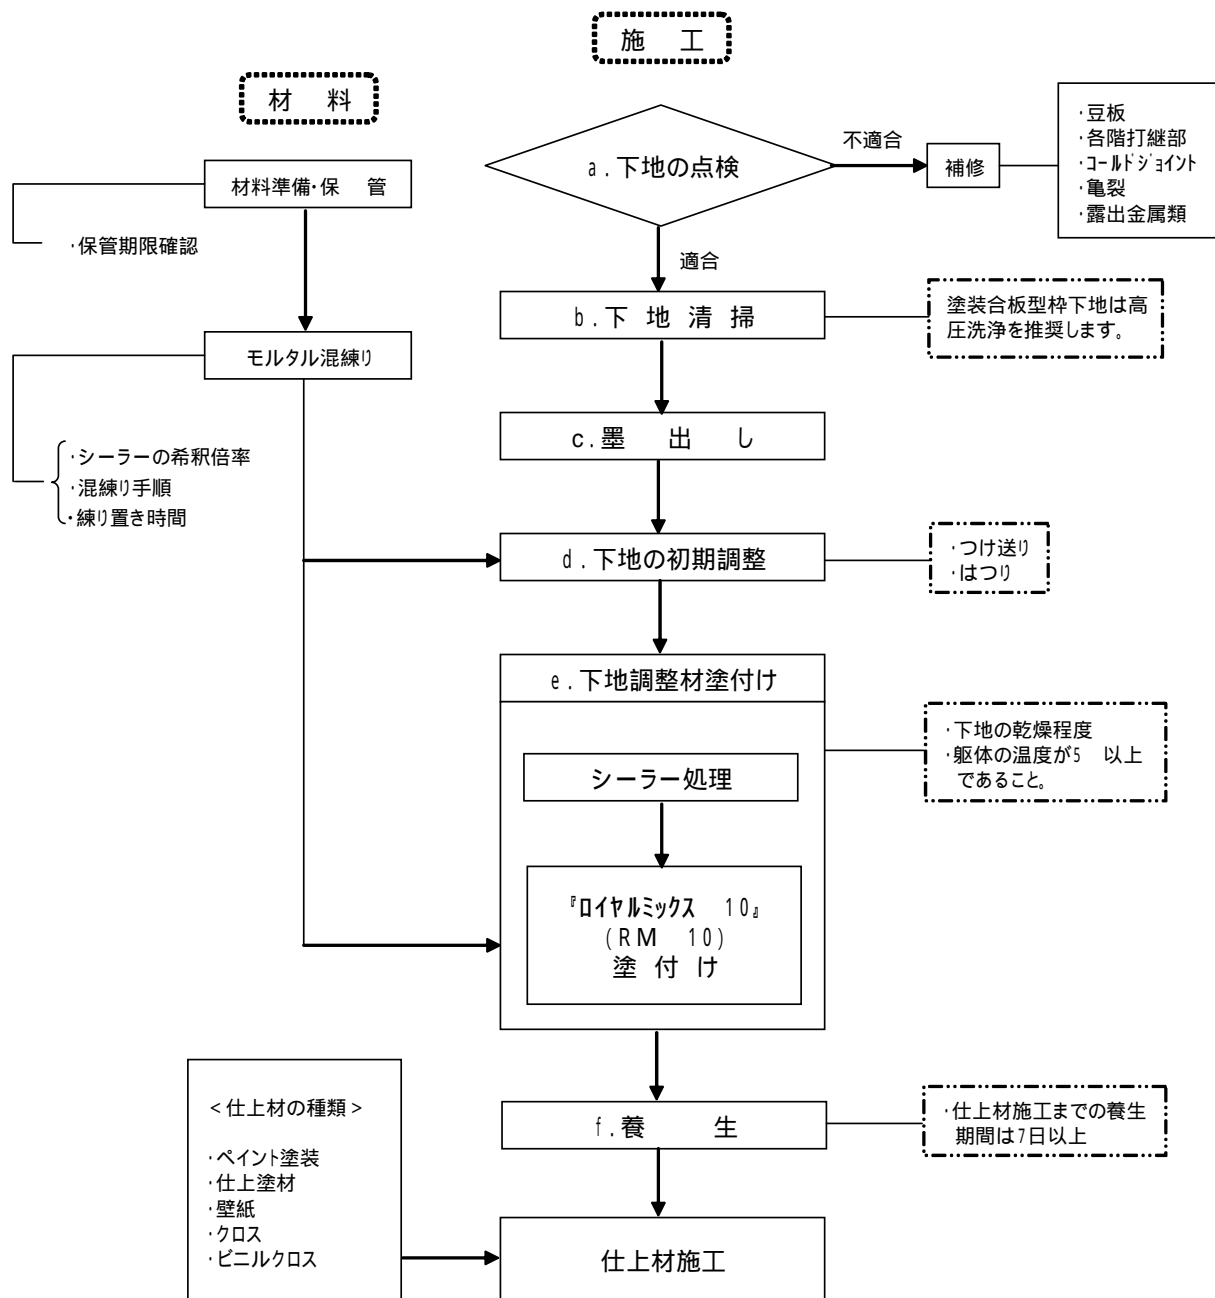 施　工
材　料
a.下地の点検
不適合
補修
・豆板
・各階打継部
・コールドジョイント
・亀裂
・露出金属類
材料準備・保　管
・保管期限確認
適合
b.下 地 清 掃
塗装合板型枠下地は高
圧洗浄を推奨します。
モルタル混練り
c.墨　出　し
・シーラーの希釈倍率
・混練り手順
・練り置き時間
d.下地の初期調整
・つけ送り
・はつり
e.下地調整材塗付け
・下地の乾燥程度
・躯体の温度が5　以上
であること。
シーラー処理
『ロイヤルミックス　10』
(RM　10)
塗 付 け
<仕上材の種類>
・ペイント塗装
・仕上塗材
・壁紙
・クロス
・ビニルクロス
f.養　　生
・仕上材施工までの養生
期間は7日以上
仕上材施工